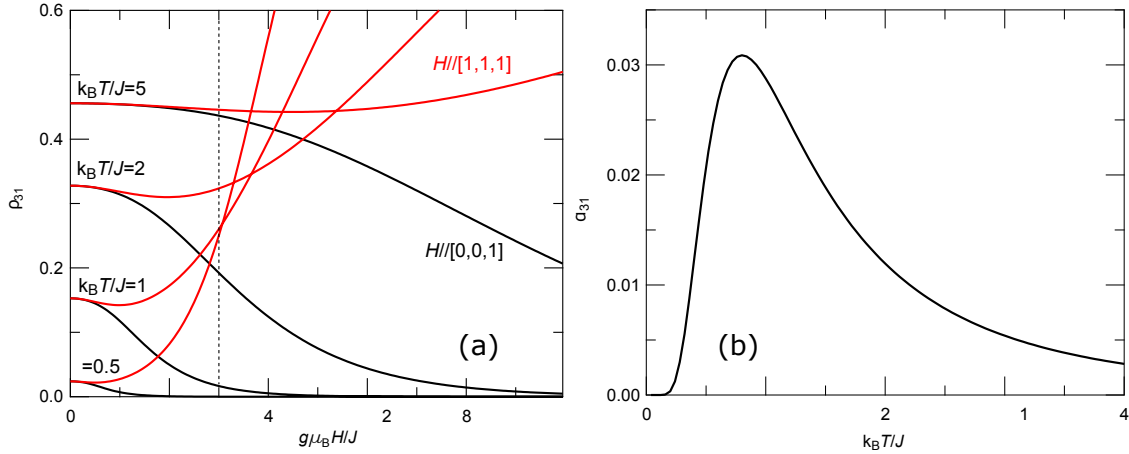 0.6
0.4
0.2
0.0
ρ31
kBT/J=5
kBT/J=2
kBT/J=1
=0.5
H//[1,1,1]
H//[0,0,1]
(a)
0 4 2 8
gμBH/J
0.03
0.02
0.01
0.00
α31
(b)
0 2 1 4
kBT/J